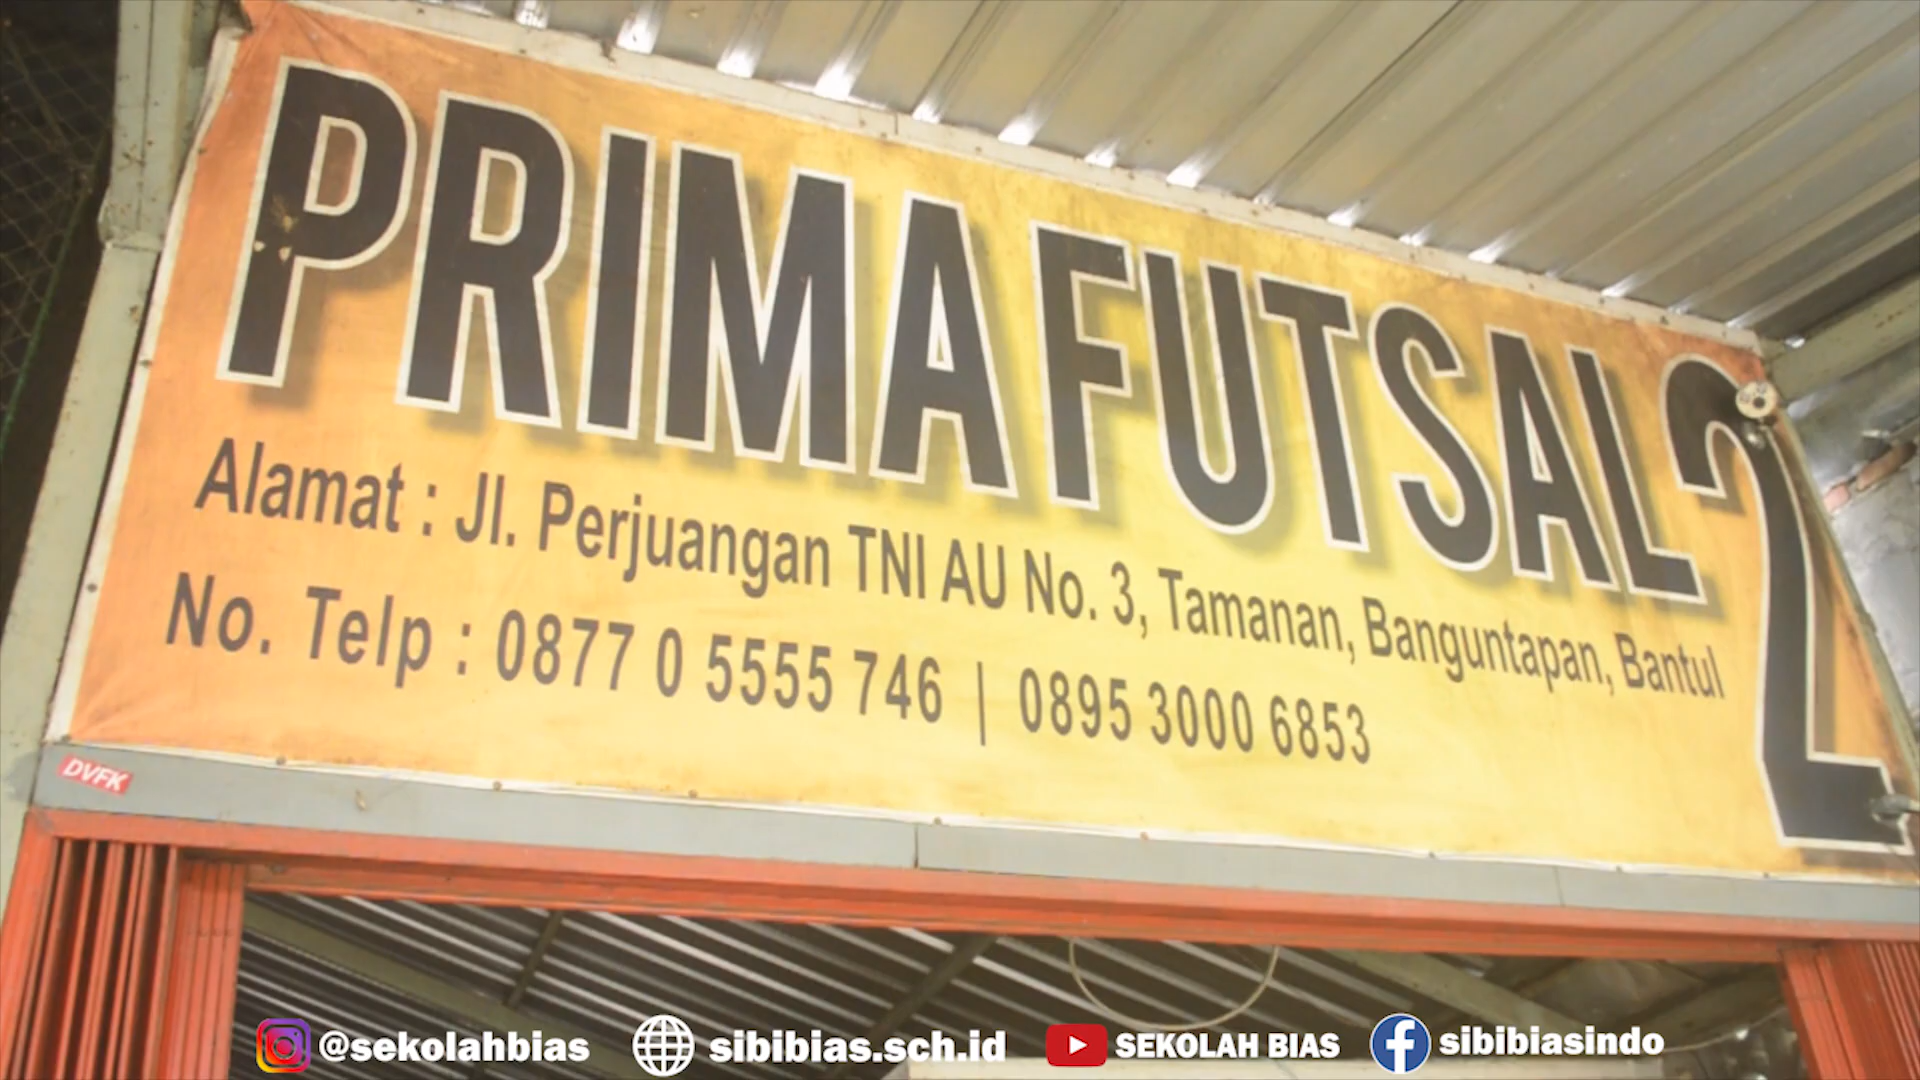 PRIMA FUTSAL 2
Alamat : Jl. Perjuangan TNI AU No. 3, Tamanan, Banguntapan, Bantul
No. Telp : 0877 0 5555 746 | 0895 3000 6853
DVFK
@sekolahbias sibibias.sch.id SEKOLAH BIAS sibibiasindo